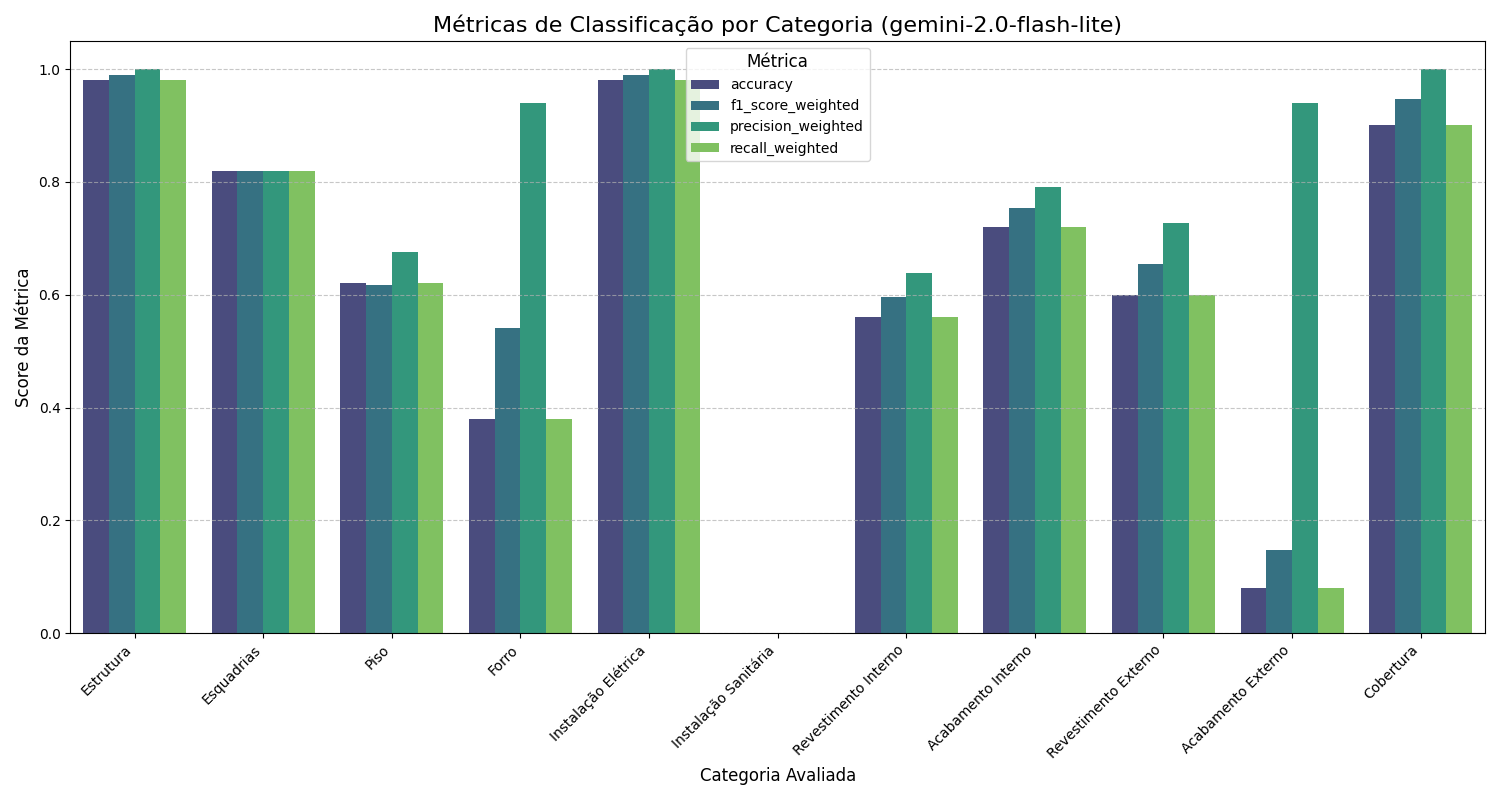 Métricas de Classificação por Categoria (gemini-2.0-flash-lite)
Métrica
accuracy
f1_score_weighted
precision_weighted
recall_weighted
Score da Métrica
1.0
0.8
0.6
0.4
0.2
0.0
Estrutura
Esquadrias
Piso
Forro
Instalação Elétrica
Instalação Sanitária
Revestimento Interno
Acabamento Interno
Revestimento Externo
Acabamento Externo
Cobertura
Categoria Avaliada